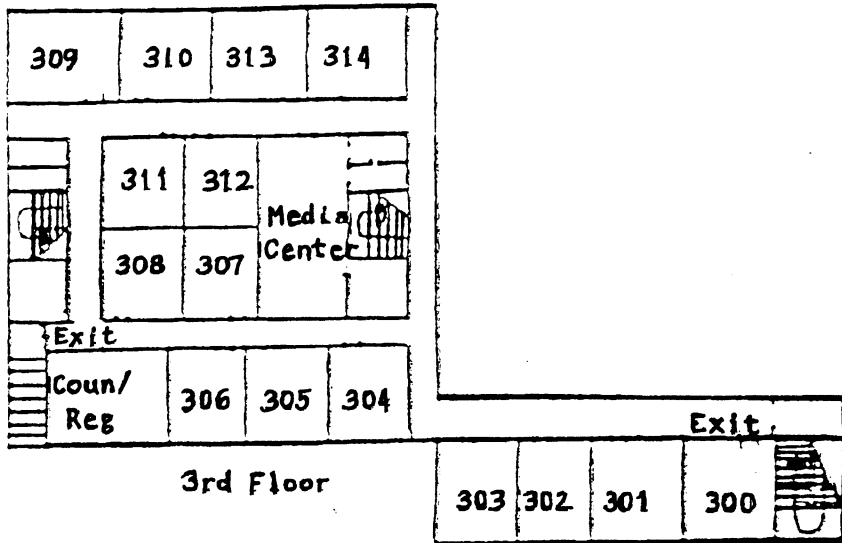 309 310 313 314
311 312
Media
Center
308 307
Exit
Coun/
Reg
306 305 304
Exit
3rd Floor
303 302 301 300